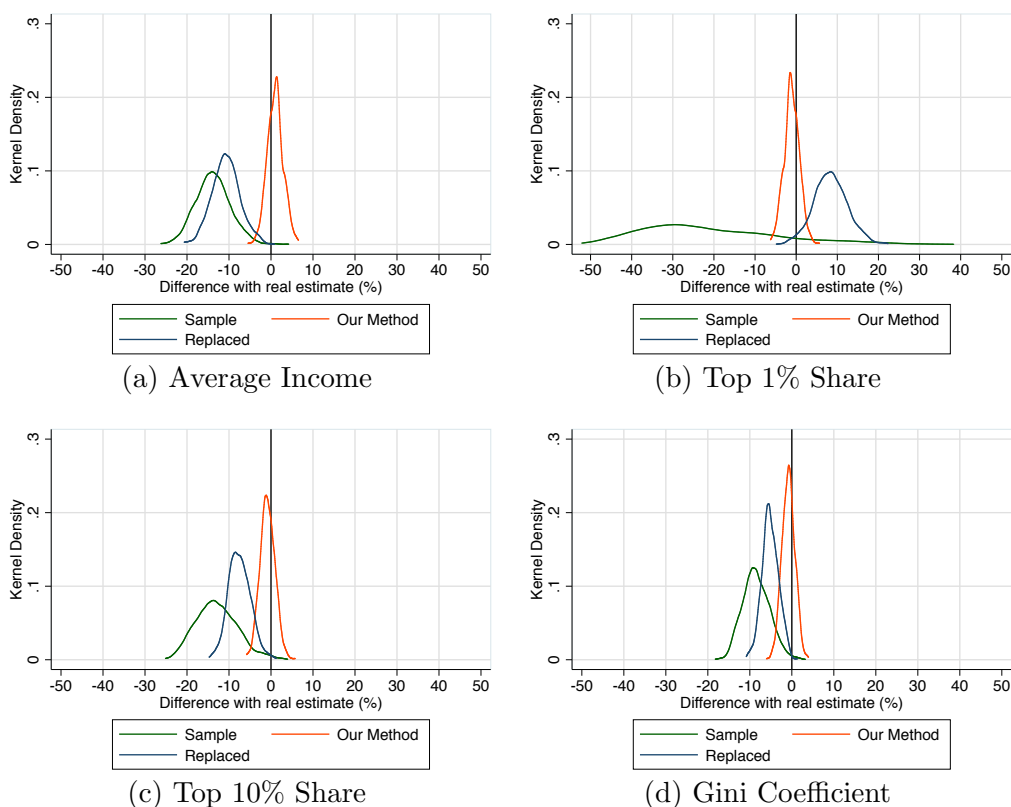 Kernel Density
.3
.2
.1
0
-50 -40 -30 -20 -10 0 10 20 30 40 50
Difference with real estimate (%)
Sample Our Method
Replaced
(a) Average Income
Kernel Density
.3
.2
.1
0
-50 -40 -30 -20 -10 0 10 20 30 40 50
Difference with real estimate (%)
Sample Our Method
Replaced
(b) Top 1% Share
Kernel Density
.3
.2
.1
0
-50 -40 -30 -20 -10 0 10 20 30 40 50
Difference with real estimate (%)
Sample Our Method
Replaced
(c) Top 10% Share
Kernel Density
.3
.2
.1
0
-50 -40 -30 -20 -10 0 10 20 30 40 50
Difference with real estimate (%)
Sample Our Method
Replaced
(d) Gini Coefficient